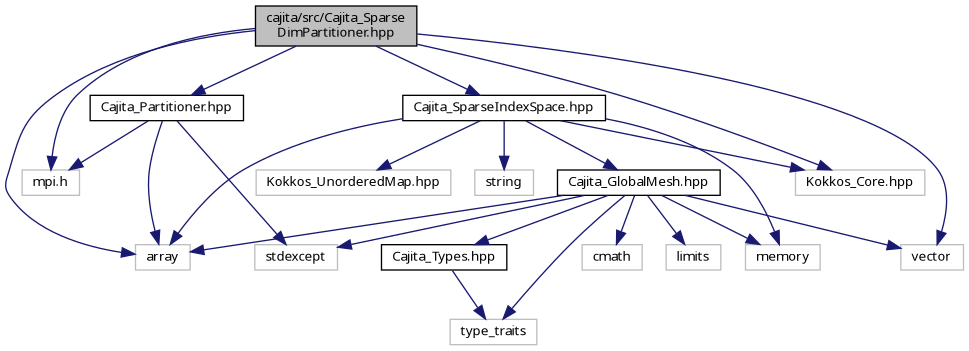 cajita/src/Cajita_Sparse
DimPartitioner.hpp
Cajita_Partitioner.hpp
Cajita_SparseIndexSpace.hpp
mpi.h
Kokkos_UnorderedMap.hpp
string
Cajita_GlobalMesh.hpp
Kokkos_Core.hpp
array
stdexcept
Cajita_Types.hpp
cmath
limits
memory
vector
type_traits